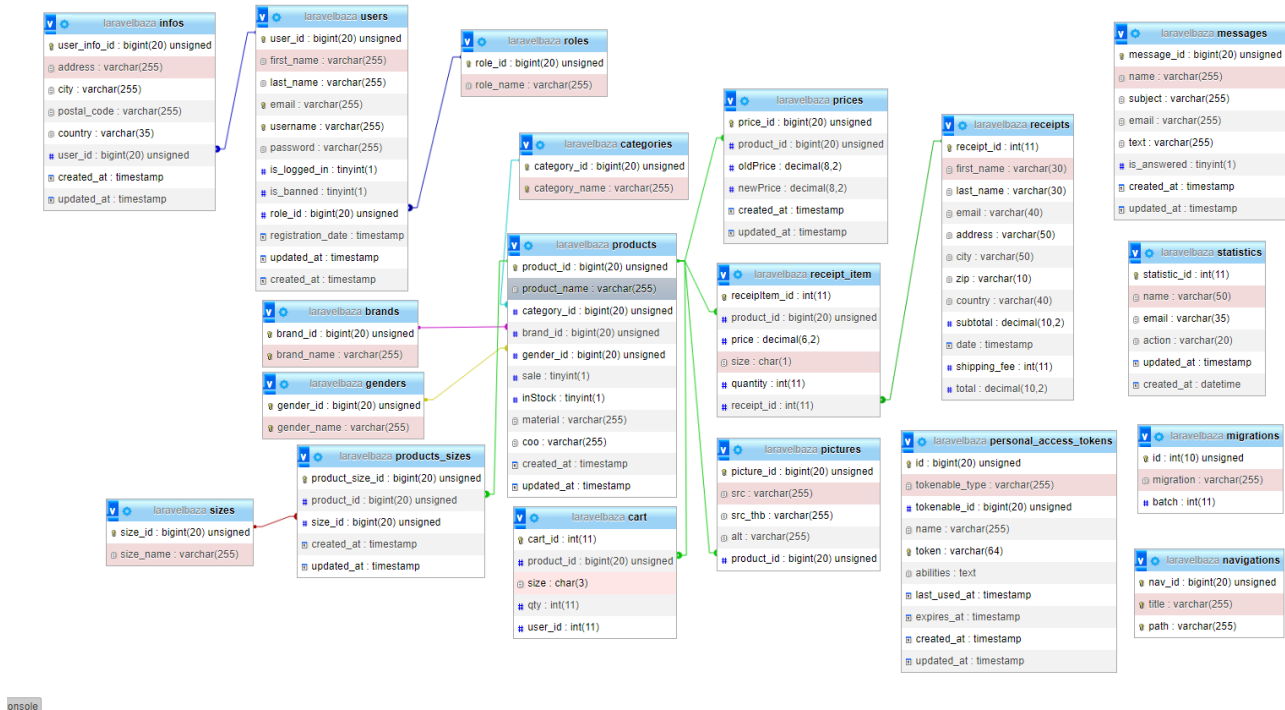 laravelbaza infos
user_info_id : bigint(20) unsigned
address : varchar(255)
city : varchar(255)
postal_code : varchar(255)
country : varchar(35)
user_id : bigint(20) unsigned
created_at : timestamp
updated_at : timestamp
laravelbaza users
user_id : bigint(20) unsigned
first_name : varchar(255)
last_name : varchar(255)
email : varchar(255)
username : varchar(255)
password : varchar(255)
is_logged_in : tinyint(1)
is_banned : tinyint(1)
role_id : bigint(20) unsigned
registration_date : timestamp
updated_at : timestamp
created_at : timestamp
laravelbaza roles
role_id : bigint(20) unsigned
role_name : varchar(255)
laravelbaza categories
category_id : bigint(20) unsigned
category_name : varchar(255)
laravelbaza products
product_id : bigint(20) unsigned
product_name : varchar(255)
category_id : bigint(20) unsigned
brand_id : bigint(20) unsigned
gender_id : bigint(20) unsigned
sale : tinyint(1)
inStock : tinyint(1)
material : varchar(255)
coo : varchar(255)
created_at : timestamp
updated_at : timestamp
laravelbaza brands
brand_id : bigint(20) unsigned
brand_name : varchar(255)
laravelbaza genders
gender_id : bigint(20) unsigned
gender_name : varchar(255)
laravelbaza products_sizes
product_size_id : bigint(20) unsigned
product_id : bigint(20) unsigned
size_id : bigint(20) unsigned
created_at : timestamp
updated_at : timestamp
laravelbaza sizes
size_id : bigint(20) unsigned
size_name : varchar(255)
laravelbaza cart
cart_id : int(11)
product_id : bigint(20) unsigned
size : char(3)
qty : int(11)
user_id : int(11)
laravelbaza prices
price_id : bigint(20) unsigned
product_id : bigint(20) unsigned
oldPrice : decimal(8,2)
newPrice : decimal(8,2)
created_at : timestamp
updated_at : timestamp
laravelbaza receipt_item
receipItem_id : int(11)
product_id : bigint(20) unsigned
price : decimal(6,2)
size : char(1)
quantity : int(11)
receipt_id : int(11)
laravelbaza pictures
picture_id : bigint(20) unsigned
src : varchar(255)
src_thb : varchar(255)
alt : varchar(255)
product_id : bigint(20) unsigned
laravelbaza receipts
receipt_id : int(11)
first_name : varchar(30)
last_name : varchar(30)
email : varchar(40)
address : varchar(50)
city : varchar(50)
zip : varchar(10)
country : varchar(40)
subtotal : decimal(10,2)
date : timestamp
shipping_fee : int(11)
total : decimal(10,2)
laravelbaza personal_access_tokens
id : bigint(20) unsigned
tokenable_type : varchar(255)
tokenable_id : bigint(20) unsigned
name : varchar(255)
token : varchar(64)
abilities : text
last_used_at : timestamp
expires_at : timestamp
created_at : timestamp
updated_at : timestamp
laravelbaza messages
message_id : bigint(20) unsigned
name : varchar(255)
subject : varchar(255)
email : varchar(255)
text : varchar(255)
is_answered : tinyint(1)
created_at : timestamp
updated_at : timestamp
laravelbaza statistics
statistic_id : int(11)
name : varchar(50)
email : varchar(35)
action : varchar(20)
updated_at : timestamp
created_at : datetime
laravelbaza migrations
id : int(10) unsigned
migration : varchar(255)
batch : int(11)
laravelbaza navigations
nav_id : bigint(20) unsigned
title : varchar(255)
path : varchar(255)
onsole